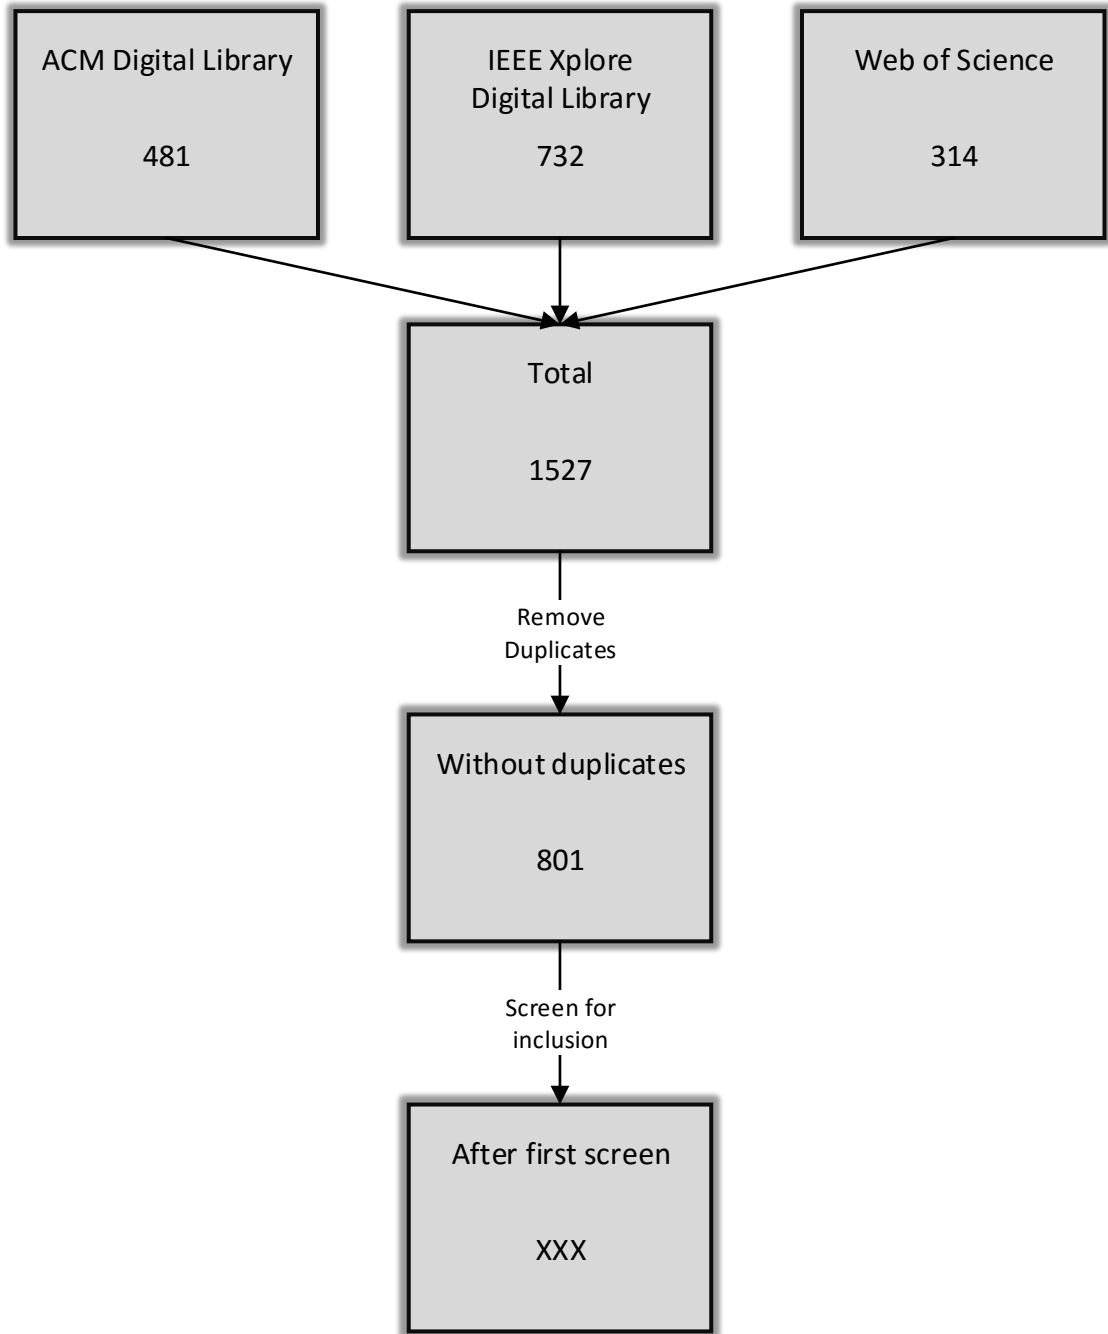 ACM Digital Library
481
IEEE Xplore
Digital Library
732
Web of Science
314
Total
1527
Remove
Duplicates
Without duplicates
801
Screen for
inclusion
After first screen
XXX